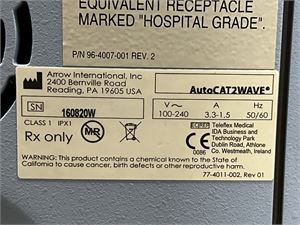 EQUIVALENT RECEPTACLE
MARKED "HOSPITAL GRADE".
P/N 96-4007-001 REV. 2
Arrow International, Inc
2400 Bernville Road
Reading, PA 19605 USA
AutoCAT2WAVE®
SN 160820W
V~ A Hz
100-240 3.3-1.5 50/60
CLASS 1 IPX1
Rx only
MR
CE
0086
EC REP Teleflex Medical
IDA Business and
Technology Park
Dublin Road, Athlone
Co. Westmeath, Ireland
WARNING: This product contains a chemical known to the State of
California to cause cancer, birth defects or other reproductive harm.
77-4011-002, Rev 01